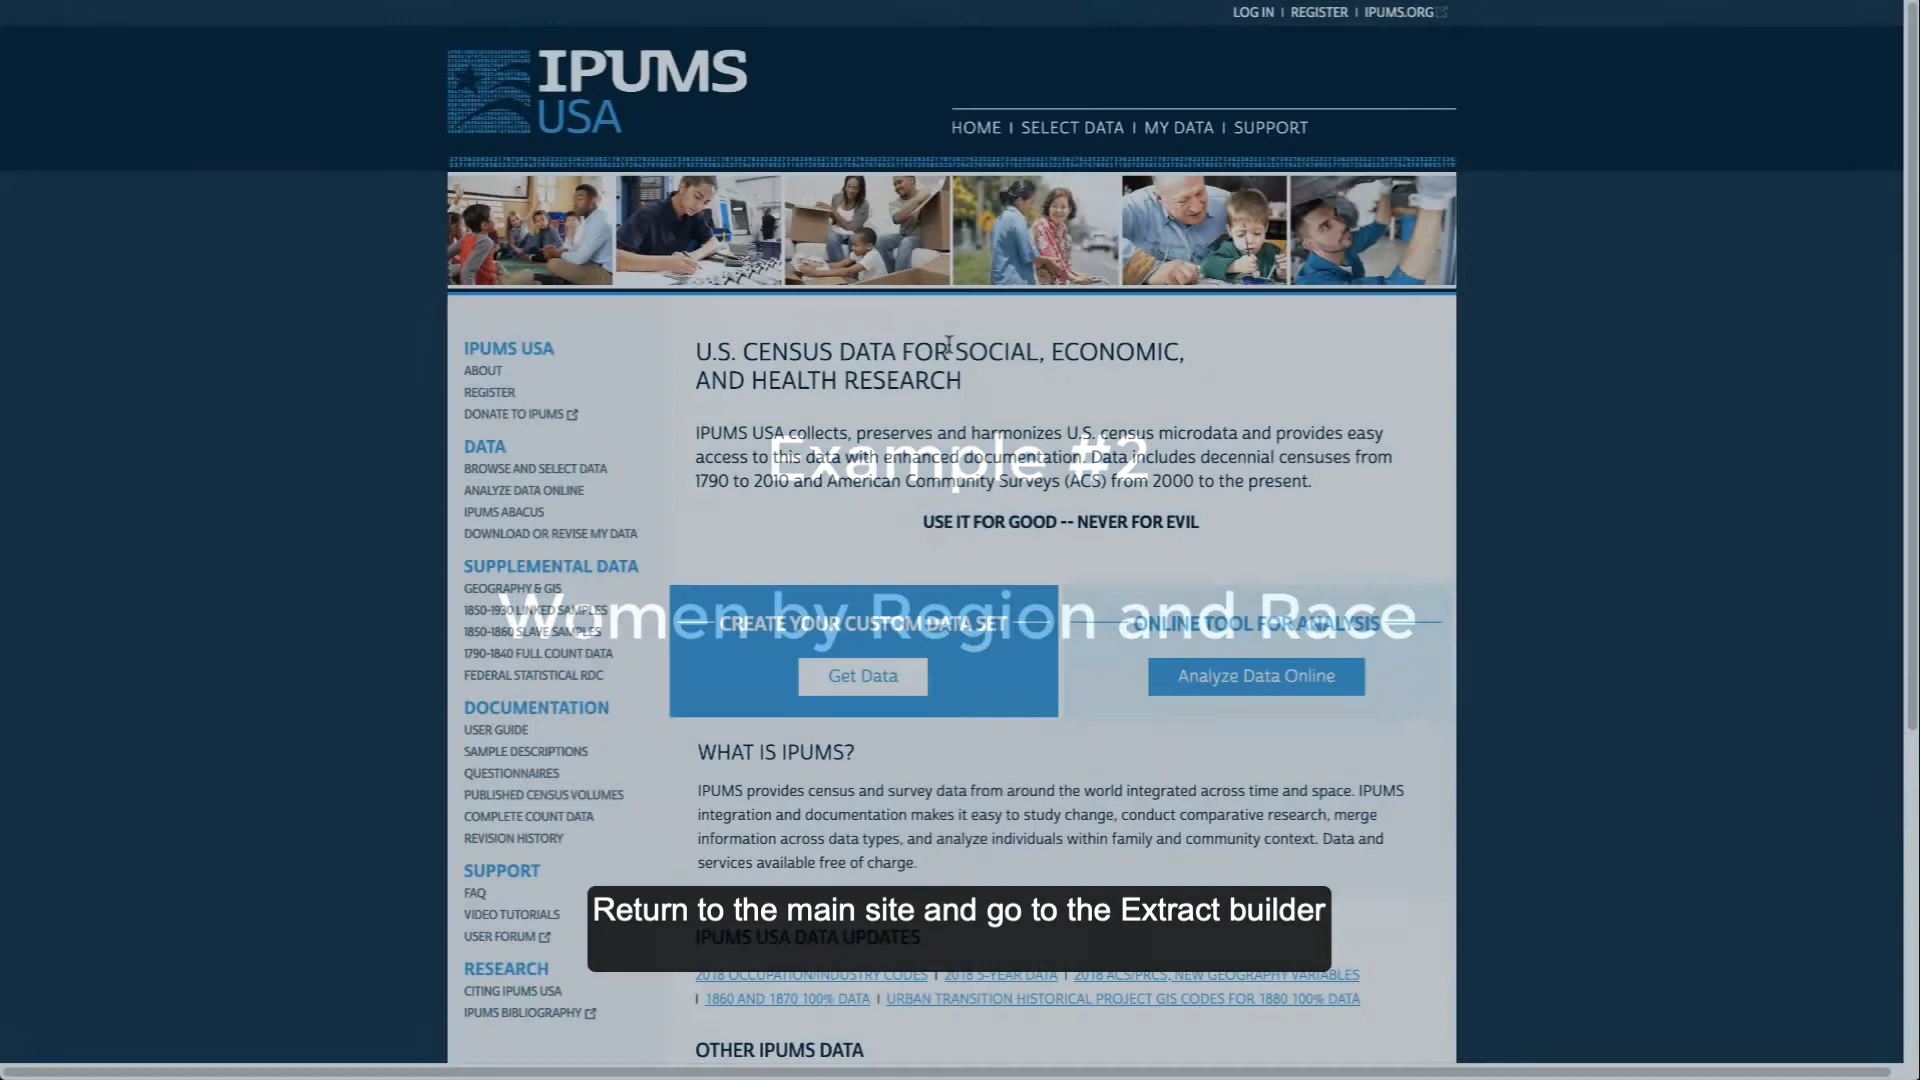 LOG IN | REGISTER | IPUMS.ORG
IPUMS
USA
HOME | SELECT DATA | MY DATA | SUPPORT
IPUMS USA
ABOUT
REGISTER
DONATE TO IPUMS
DATA
BROWSE AND SELECT DATA
ANALYZE DATA ONLINE
IPUMS ABACUS
DOWNLOAD OR REVISE MY DATA
SUPPLEMENTAL DATA
GEOGRAPHY & GIS
1850-1930 LINKED SAMPLES
1850-1860 SLAVE SAMPLES
1790-1840 FULL COUNT DATA
FEDERAL STATISTICAL RDC
DOCUMENTATION
USER GUIDE
SAMPLE DESCRIPTIONS
QUESTIONNAIRES
PUBLISHED CENSUS VOLUMES
COMPLETE COUNT DATA
REVISION HISTORY
SUPPORT
FAQ
VIDEO TUTORIALS
USER FORUM
RESEARCH
CITING IPUMS USA
IPUMS BIBLIOGRAPHY
U.S. CENSUS DATA FOR SOCIAL, ECONOMIC,
AND HEALTH RESEARCH
IPUMS USA collects, preserves and harmonizes U.S. census microdata and provides easy
access to this data with enhanced documentation. Data includes decennial censuses from
1790 to 2010 and American Community Surveys (ACS) from 2000 to the present.
Example #2
USE IT FOR GOOD -- NEVER FOR EVIL
Women by Region and Race
CREATE YOUR CUSTOM DATA SET
Get Data
ONLINE TOOL FOR ANALYSIS
Analyze Data Online
WHAT IS IPUMS?
IPUMS provides census and survey data from around the world integrated across time and space. IPUMS
integration and documentation makes it easy to study change, conduct comparative research, merge
information across data types, and analyze individuals within family and community context. Data and
services available free of charge.
Return to the main site and go to the Extract builder
IPUMS USA DATA UPDATES
2018 OCCUPATION/INDUSTRY CODES | 2018 5-YEAR DATA | 2018 ACS/PRCS, NEW GEOGRAPHY VARIABLES
| 1860 AND 1870 100% DATA | URBAN TRANSITION HISTORICAL PROJECT GIS CODES FOR 1880 100% DATA
OTHER IPUMS DATA